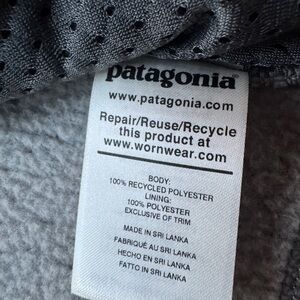 patagonia
www.patagonia.com
Repair/Reuse/Recycle
this product at
www.wornwear.com
BODY:
100% RECYCLED POLYESTER
LINING:
100% POLYESTER
EXCLUSIVE OF TRIM
MADE IN SRI LANKA
FABRIQUÉ AU SRI LANKA
HECHO EN SRI LANKA
FATTO IN SRI LANKA